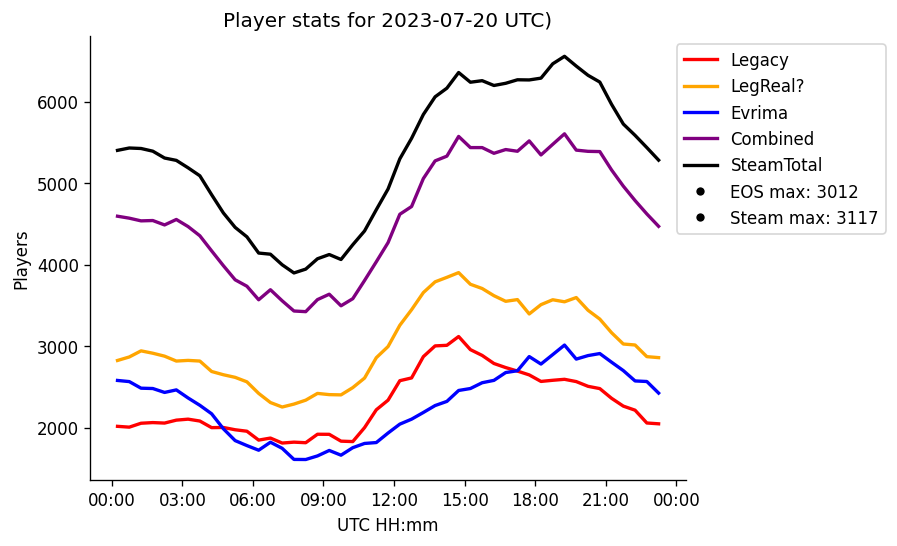 Player stats for 2023-07-20 UTC)
Legacy
LegReal?
Evrima
Combined
SteamTotal
EOS max: 3012
Steam max: 3117
Players
6000
5000
4000
3000
2000
00:00 03:00 06:00 09:00 12:00 15:00 18:00 21:00 00:00
UTC HH:mm